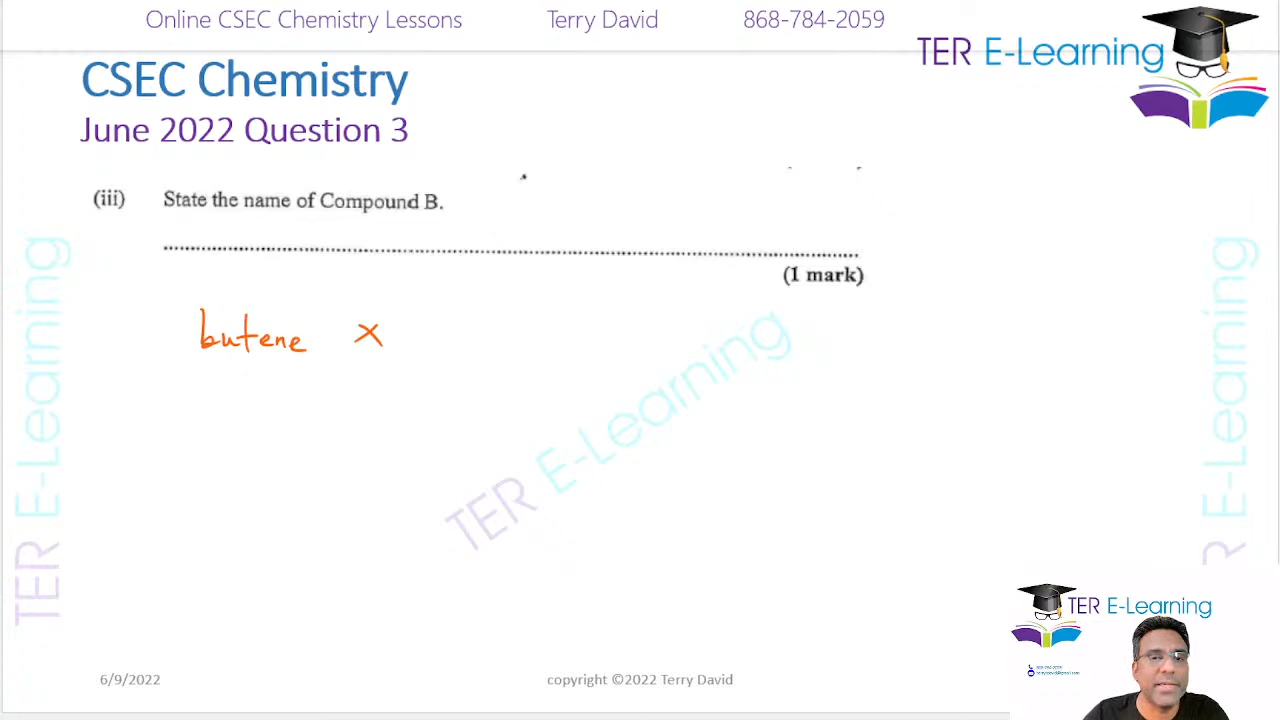 Online CSEC Chemistry Lessons Terry David 868-784-2059
TER E-Learning
CSEC Chemistry
June 2022 Question 3
(iii) State the name of Compound B.
(1 mark)
butene X
TER E-Learning
TER E-Learning
TER E-Learning
TER E-Learning
6/9/2022 copyright ©2022 Terry David